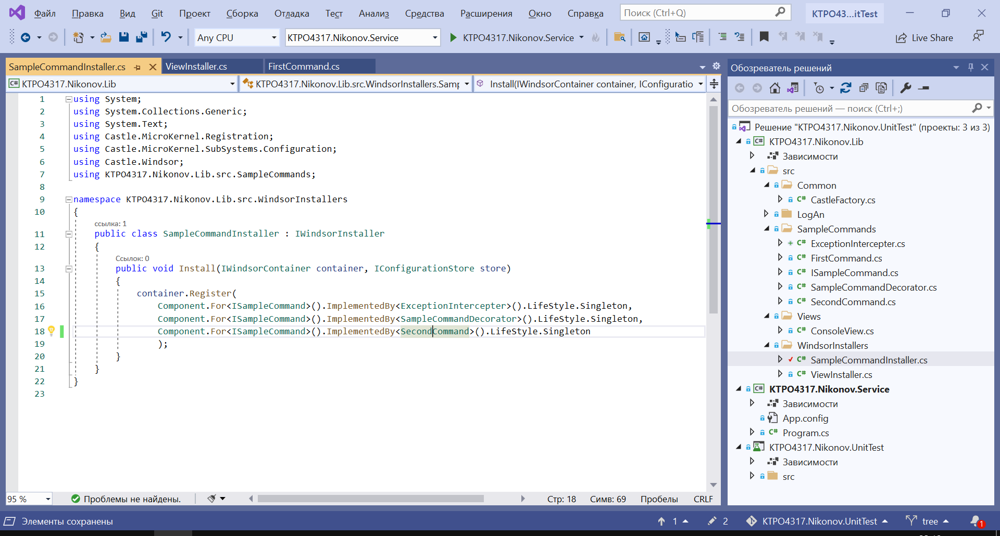 Файл Правка Вид Git Проект Сборка Отладка Тест Анализ Средства Расширения Окно Справка Поиск (Ctrl+Q) KTPO43...itTest
Any CPU KTPO4317.Nikonov.Service KTPO4317.Nikonov.Service Live Share
SampleCommandInstaller.cs ViewInstaller.cs FirstCommand.cs
C# KTPO4317.Nikonov.Lib KTPO4317.Nikonov.Lib.src.WindsorInstallers.Samp Install(IWindsorContainer container, IConfiguratio
1 using System;
2 using System.Collections.Generic;
3 using System.Text;
4 using Castle.MicroKernel.Registration;
5 using Castle.MicroKernel.SubSystems.Configuration;
6 using Castle.Windsor;
7 using KTPO4317.Nikonov.Lib.src.SampleCommands;
8
9 namespace KTPO4317.Nikonov.Lib.src.WindsorInstallers
10 {
ссылка: 1
11 public class SampleCommandInstaller : IWindsorInstaller
12 {
Ссылок: 0
13 public void Install(IWindsorContainer container, IConfigurationStore store)
14 {
15 container.Register(
16 Component.For<ISampleCommand>().ImplementedBy<ExceptionIntercepter>().LifeStyle.Singleton,
17 Component.For<ISampleCommand>().ImplementedBy<SampleCommandDecorator>().LifeStyle.Singleton,
18 Component.For<ISampleCommand>().ImplementedBy<SecondCommand>().LifeStyle.Singleton
19 );
20 }
21 }
22 }
23
95 % Проблемы не найдены. Стр: 18 Симв: 69 Пробелы CRLF
Обозреватель решений
Обозреватель решений — поиск (Ctrl+;)
Решение "KTPO4317.Nikonov.UnitTest" (проекты: 3 из 3)
C# KTPO4317.Nikonov.Lib
Зависимости
src
Common
C# CastleFactory.cs
LogAn
SampleCommands
C# ExceptionIntercepter.cs
C# FirstCommand.cs
C# ISampleCommand.cs
C# SampleCommandDecorator.cs
C# SecondCommand.cs
Views
C# ConsoleView.cs
WindsorInstallers
C# SampleCommandInstaller.cs
C# ViewInstaller.cs
C# KTPO4317.Nikonov.Service
Зависимости
App.config
C# Program.cs
KTPO4317.Nikonov.UnitTest
Зависимости
src
Элементы сохранены 1 2 KTPO4317.Nikonov.UnitTest tree 1